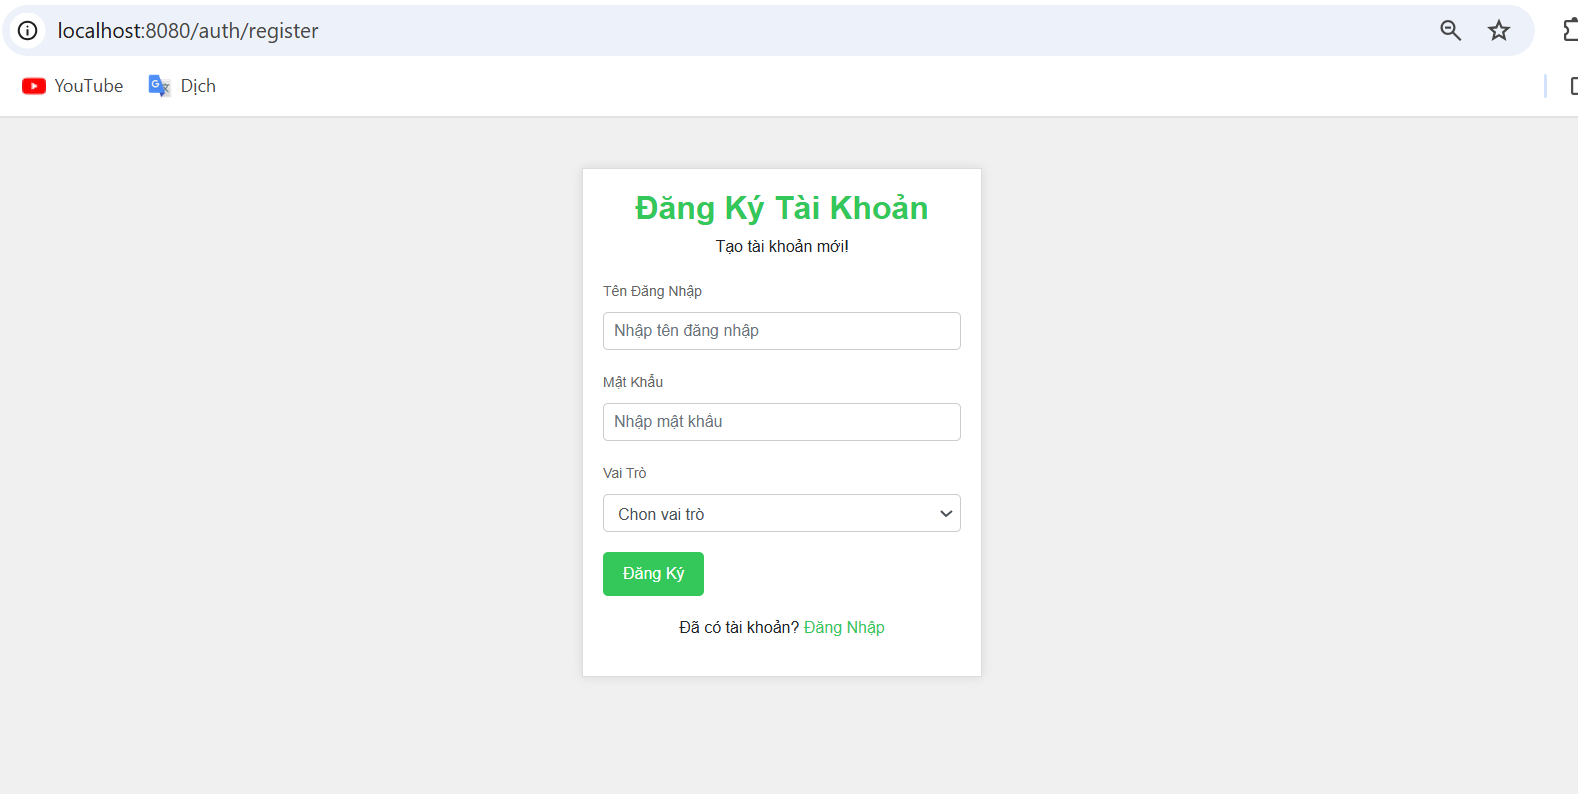 localhost:8080/auth/register
YouTube Dịch
Đăng Ký Tài Khoản
Tạo tài khoản mới!
Tên Đăng Nhập
Nhập tên đăng nhập
Mật Khẩu
Nhập mật khẩu
Vai Trò
Chon vai trò
Đăng Ký
Đã có tài khoản? Đăng Nhập